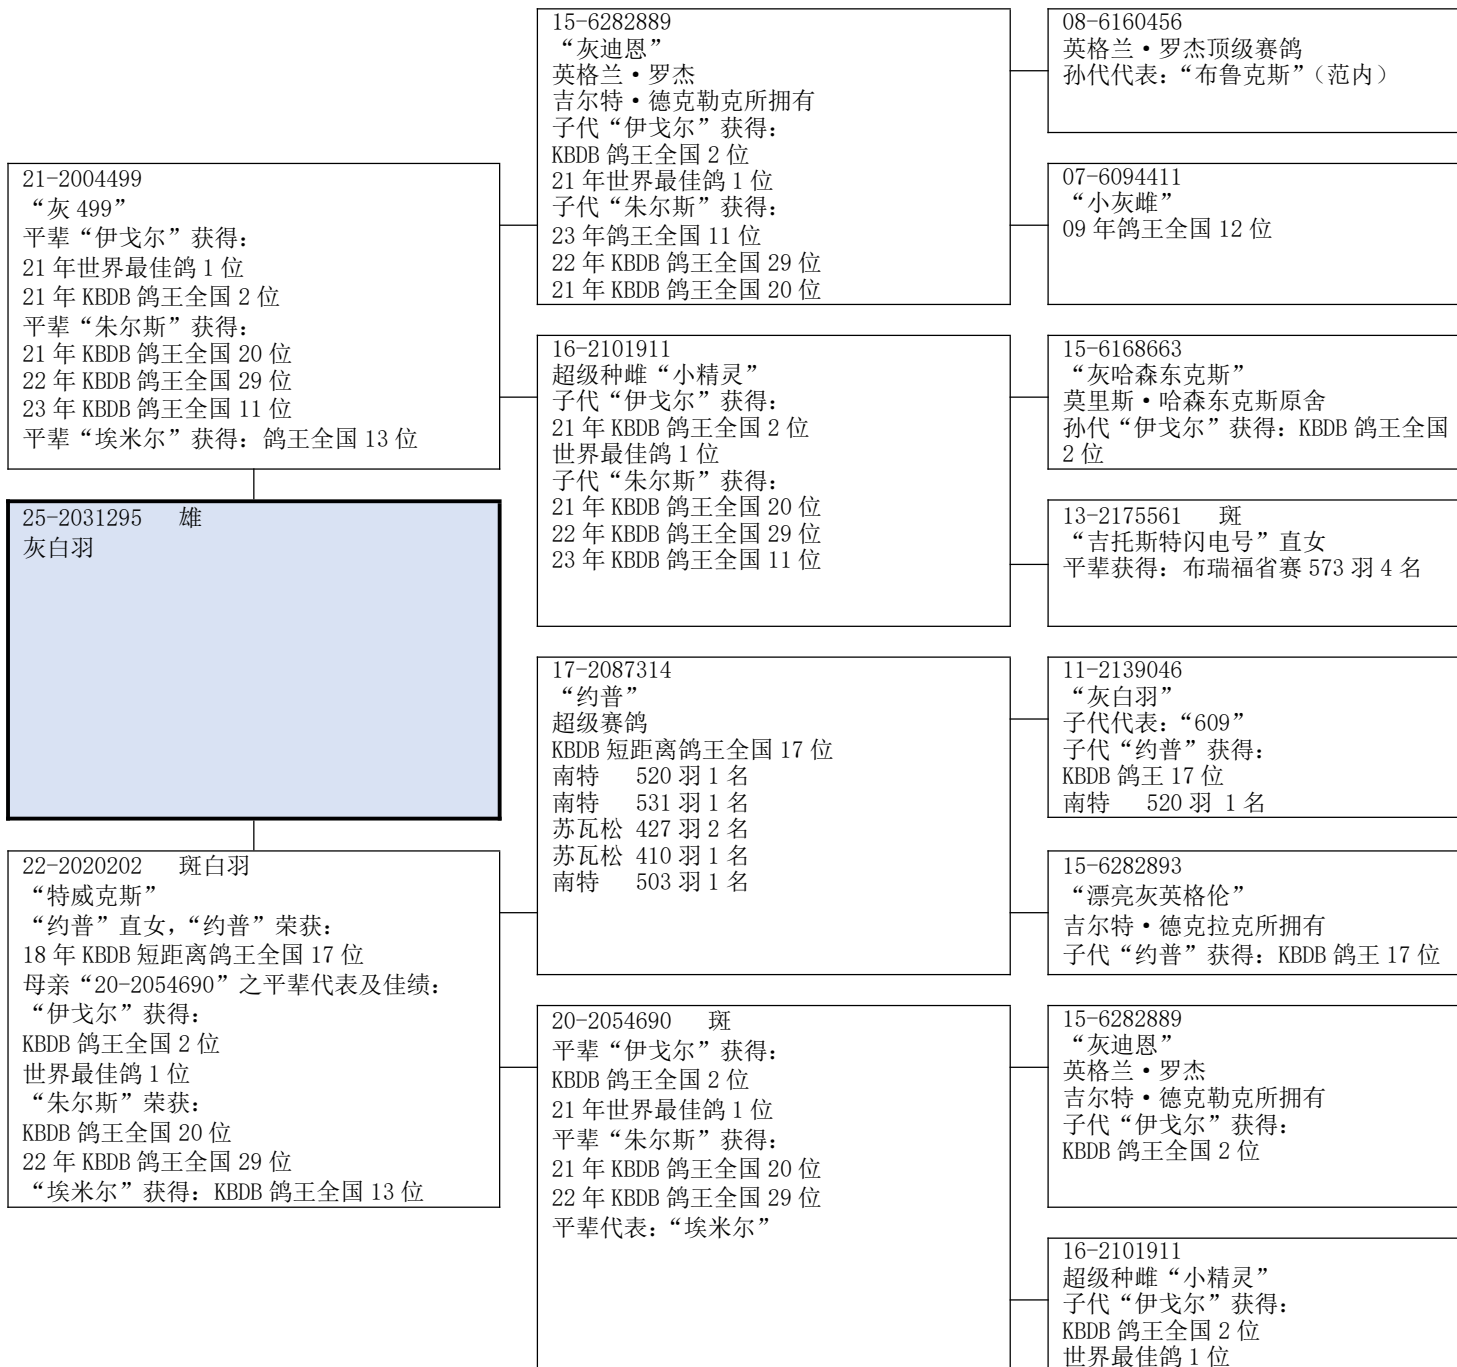 21-2004499
“灰 499”
平辈“伊戈尔”获得：
21 年世界最佳鸽 1 位
21 年 KBDB 鸽王全国 2 位
平辈“朱尔斯”获得：
21 年 KBDB 鸽王全国 20 位
22 年 KBDB 鸽王全国 29 位
23 年 KBDB 鸽王全国 11 位
平辈“埃米尔”获得：鸽王全国 13 位
25-2031295 雄
灰白羽
22-2020202 斑白羽
“特威克斯”
“约普”直女，“约普”荣获：
18 年 KBDB 短距离鸽王全国 17 位
母亲“20-2054690”之平辈代表及佳绩：
“伊戈尔”获得：
KBDB 鸽王全国 2 位
世界最佳鸽 1 位
“朱尔斯”荣获：
KBDB 鸽王全国 20 位
22 年 KBDB 鸽王全国 29 位
“埃米尔”获得：KBDB 鸽王全国 13 位
15-6282889
“灰迪恩”
英格兰·罗杰
吉尔特·德克勒克所拥有
子代“伊戈尔”获得：
KBDB 鸽王全国 2 位
21 年世界最佳鸽 1 位
子代“朱尔斯”获得：
23 年鸽王全国 11 位
22 年 KBDB 鸽王全国 29 位
21 年 KBDB 鸽王全国 20 位
16-2101911
超级种雌“小精灵”
子代“伊戈尔”获得：
21 年 KBDB 鸽王全国 2 位
世界最佳鸽 1 位
子代“朱尔斯”获得：
21 年 KBDB 鸽王全国 20 位
22 年 KBDB 鸽王全国 29 位
23 年 KBDB 鸽王全国 11 位
17-2087314
“约普”
超级赛鸽
KBDB 短距离鸽王全国 17 位
南特 520 羽 1 名
南特 531 羽 1 名
苏瓦松 427 羽 2 名
苏瓦松 410 羽 1 名
南特 503 羽 1 名
20-2054690 斑
平辈“伊戈尔”获得：
KBDB 鸽王全国 2 位
21 年世界最佳鸽 1 位
平辈“朱尔斯”获得：
21 年 KBDB 鸽王全国 20 位
22 年 KBDB 鸽王全国 29 位
平辈代表：“埃米尔”
08-6160456
英格兰·罗杰顶级赛鸽
孙代代表：“布鲁克斯”（范内）
07-6094411
“小灰雌”
09 年鸽王全国 12 位
15-6168663
“灰哈森东克斯”
莫里斯·哈森东克斯原舍
孙代“伊戈尔”获得：KBDB 鸽王全国
2 位
13-2175561 斑
“吉托斯特闪电号”直女
平辈获得：布瑞福省赛 573 羽 4 名
11-2139046
“灰白羽”
子代代表：“609”
子代“约普”获得：
KBDB 鸽王 17 位
南特 520 羽 1 名
15-6282893
“漂亮灰英格伦”
吉尔特·德克拉克所拥有
子代“约普”获得：KBDB 鸽王 17 位
15-6282889
“灰迪恩”
英格兰·罗杰
吉尔特·德克勒克所拥有
子代“伊戈尔”获得：
KBDB 鸽王全国 2 位
16-2101911
超级种雌“小精灵”
子代“伊戈尔”获得：
KBDB 鸽王全国 2 位
世界最佳鸽 1 位